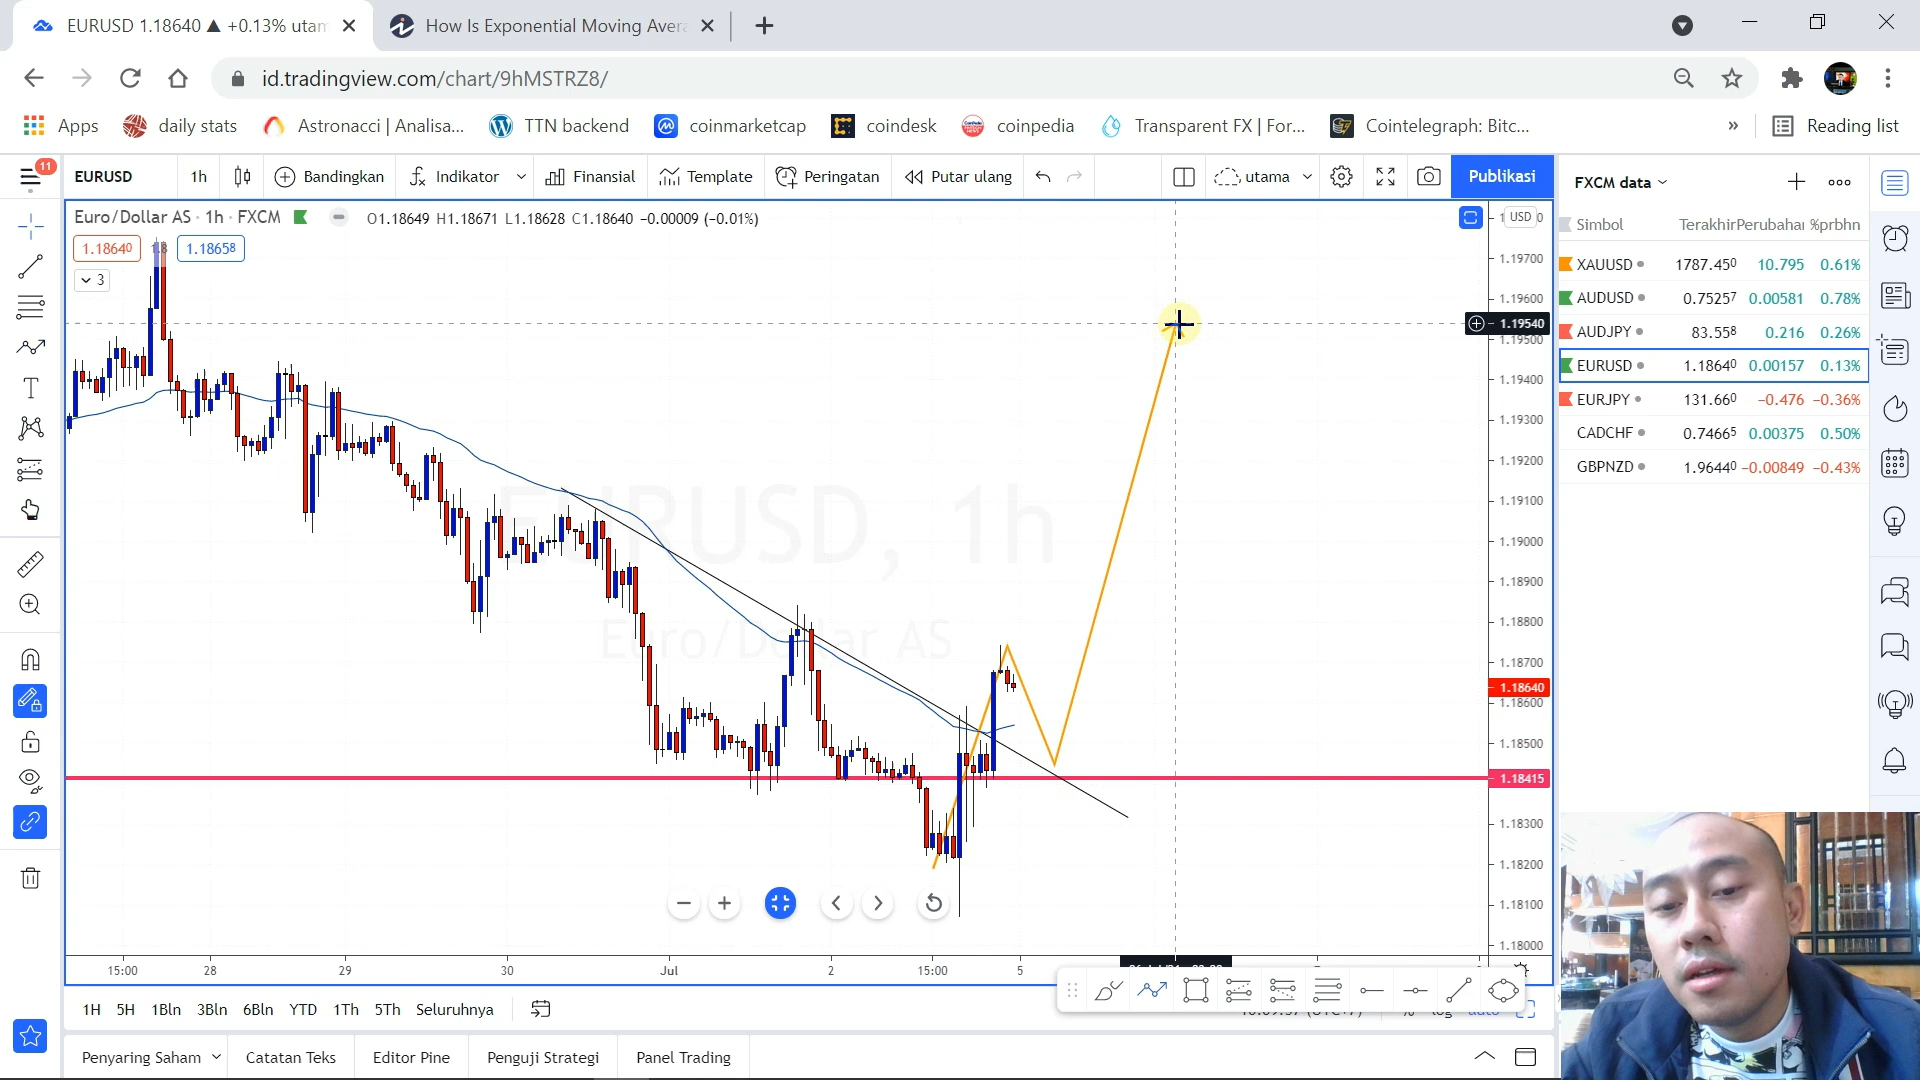 EURUSD 1.18640 ▲ +0.13% utam
How Is Exponential Moving Avera
id.tradingview.com/chart/9hMSTRZ8/
Apps
daily stats
Astronacci | Analisa...
TTN backend
coinmarketcap
coindesk
coinpedia
Transparent FX | For...
Cointelegraph: Bitc...
»
Reading list
11
EURUSD
1h
Bandingkan
Indikator
Finansial
Template
Peringatan
Putar ulang
utama
Publikasi
FXCM data
Euro/Dollar AS · 1h · FXCM
O1.18649 H1.18671 L1.18628 C1.18640 -0.00009 (-0.01%)
USD
1.18640
1.8
1.18658
3
Simbol
Terakhir
Perubahan
%prbhn
XAUUSD 1787.450 10.795 0.61%
AUDUSD 0.75257 0.00581 0.78%
AUDJPY 83.558 0.216 0.26%
EURUSD 1.18640 0.00157 0.13%
EURJPY 131.660 -0.476 -0.36%
CADCHF 0.74665 0.00375 0.50%
GBPNZD 1.96440 -0.00849 -0.43%
1.19700
1.19600
1.19540
1.19500
1.19400
1.19300
1.19200
1.19100
1.19000
1.18900
1.18800
1.18700
1.18640
1.18600
1.18500
1.18415
1.18300
1.18200
1.18100
1.18000
EURUSD, 1h
Euro/Dollar AS
15:00
28
29
30
Jul
2
15:00
5
1H
5H
1Bln
3Bln
6Bln
YTD
1Th
5Th
Seluruhnya
Penyaring Saham
Catatan Teks
Editor Pine
Penguji Strategi
Panel Trading